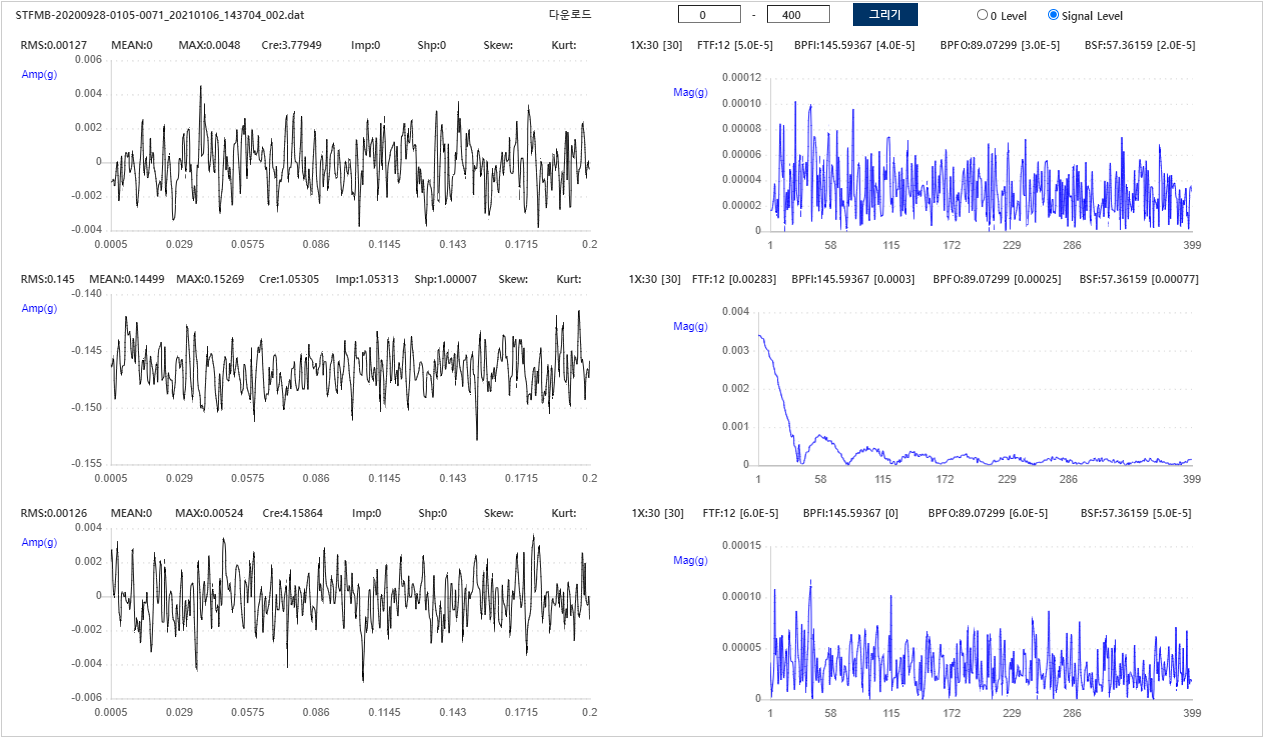 STFMB-20200928-0105-0071_20210106_143704_002.dat 다운로드 0 - 400 그리기 0 Level Signal Level
RMS:0.00127 MEAN:0 MAX:0.0048 Cre:3.77949 Imp:0 Shp:0 Skew: Kurt:
Amp(g)
0.006
0.004
0.002
0
-0.002
-0.004
0.0005 0.029 0.0575 0.086 0.1145 0.143 0.1715 0.2
1X:30 [30] FTF:12 [5.0E-5] BPFI:145.59367 [4.0E-5] BPFO:89.07299 [3.0E-5] BSF:57.36159 [2.0E-5]
Mag(g)
0.00012
0.00010
0.00008
0.00006
0.00004
0.00002
0
1 58 115 172 229 286 399
RMS:0.145 MEAN:0.14499 MAX:0.15269 Cre:1.05305 Imp:1.05313 Shp:1.00007 Skew: Kurt:
Amp(g)
-0.140
-0.145
-0.150
-0.155
0.0005 0.029 0.0575 0.086 0.1145 0.143 0.1715 0.2
1X:30 [30] FTF:12 [0.00283] BPFI:145.59367 [0.0003] BPFO:89.07299 [0.00025] BSF:57.36159 [0.00077]
Mag(g)
0.004
0.003
0.002
0.001
0
1 58 115 172 229 286 399
RMS:0.00126 MEAN:0 MAX:0.00524 Cre:4.15864 Imp:0 Shp:0 Skew: Kurt:
Amp(g)
0.004
0.002
0
-0.002
-0.004
-0.006
0.0005 0.029 0.0575 0.086 0.1145 0.143 0.1715 0.2
1X:30 [30] FTF:12 [6.0E-5] BPFI:145.59367 [0] BPFO:89.07299 [6.0E-5] BSF:57.36159 [5.0E-5]
Mag(g)
0.00015
0.00010
0.00005
0
1 58 115 172 229 286 399